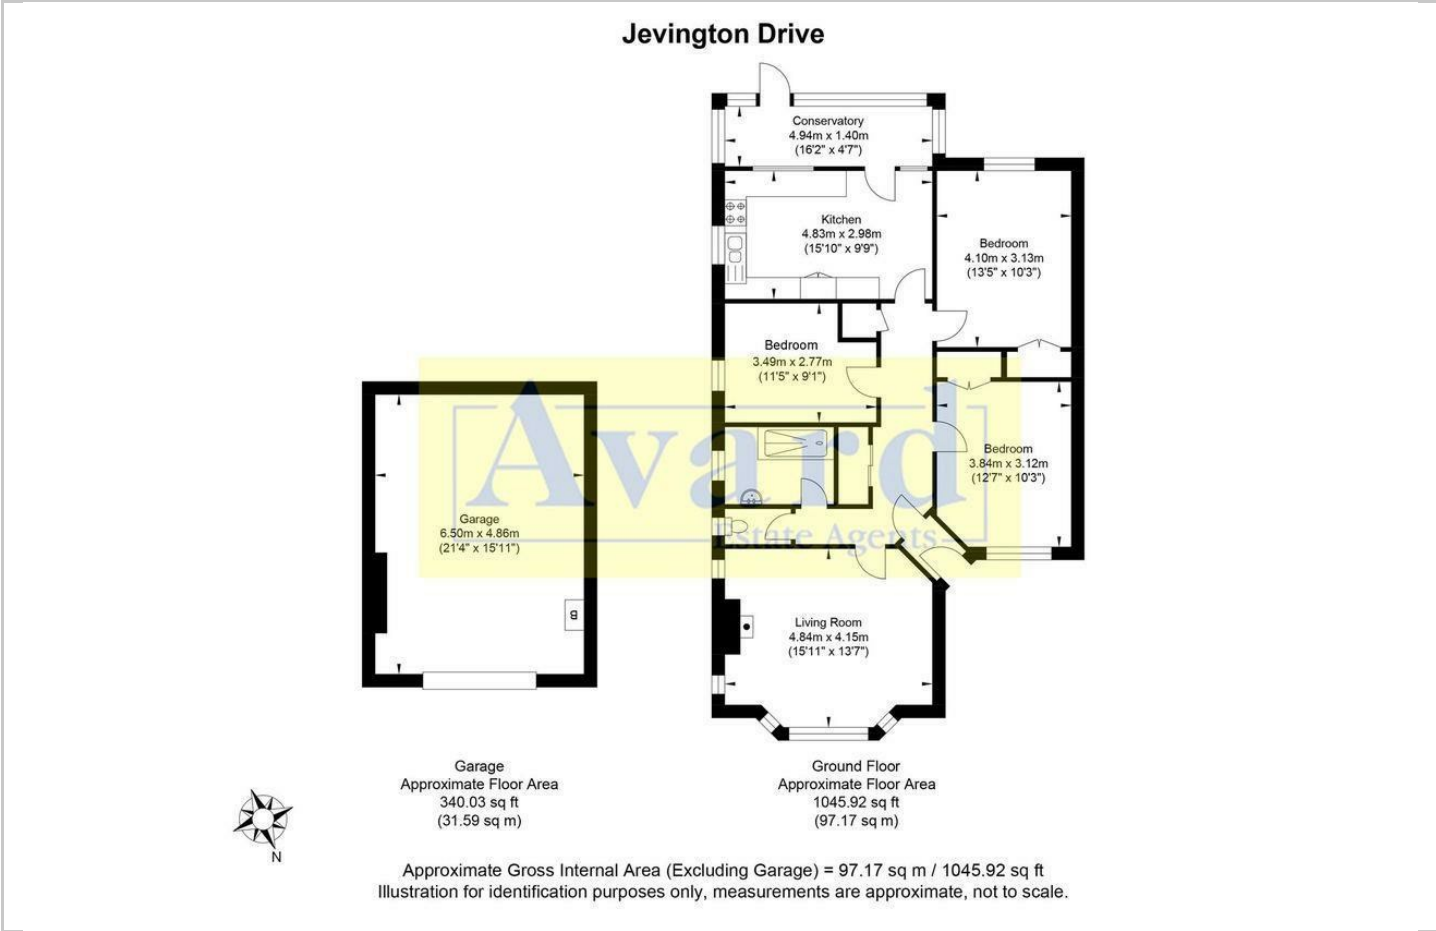 Jevington Drive
Conservatory
4.94m x 1.40m
(16'2" x 4'7")
Kitchen
4.83m x 2.98m
(15'10" x 9'9")
Bedroom
4.10m x 3.13m
(13'5" x 10'3")
Bedroom
3.49m x 2.77m
(11'5" x 9'1")
Bedroom
3.84m x 3.12m
(12'7" x 10'3")
Avard
Estate Agents
Garage
6.50m x 4.86m
(21'4" x 15'11")
B
Living Room
4.84m x 4.15m
(15'11" x 13'7")
Garage
Approximate Floor Area
340.03 sq ft
(31.59 sq m)
Ground Floor
Approximate Floor Area
1045.92 sq ft
(97.17 sq m)
N
Approximate Gross Internal Area (Excluding Garage) = 97.17 sq m / 1045.92 sq ft
Illustration for identification purposes only, measurements are approximate, not to scale.